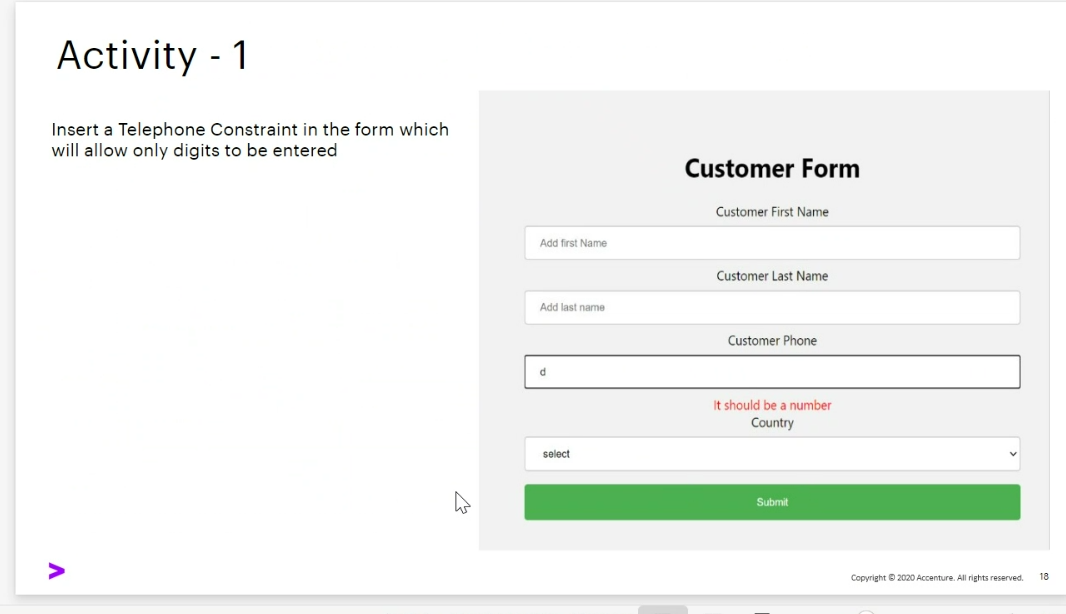 Activity - 1
Insert a Telephone Constraint in the form which
will allow only digits to be entered
Customer Form
Customer First Name
Add first Name
Customer Last Name
Add last name
Customer Phone
d
It should be a number
Country
select
Submit
Copyright © 2020 Accenture. All rights reserved. 18